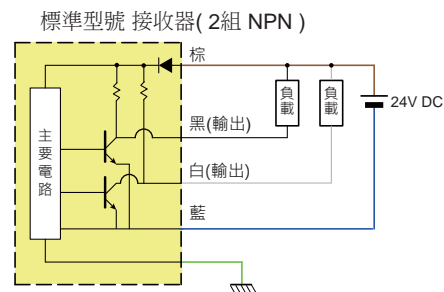 標準型號 接收器( 2組 NPN )
棕
負載
負載
24V DC
主要電路
黑(輸出)
白(輸出)
藍